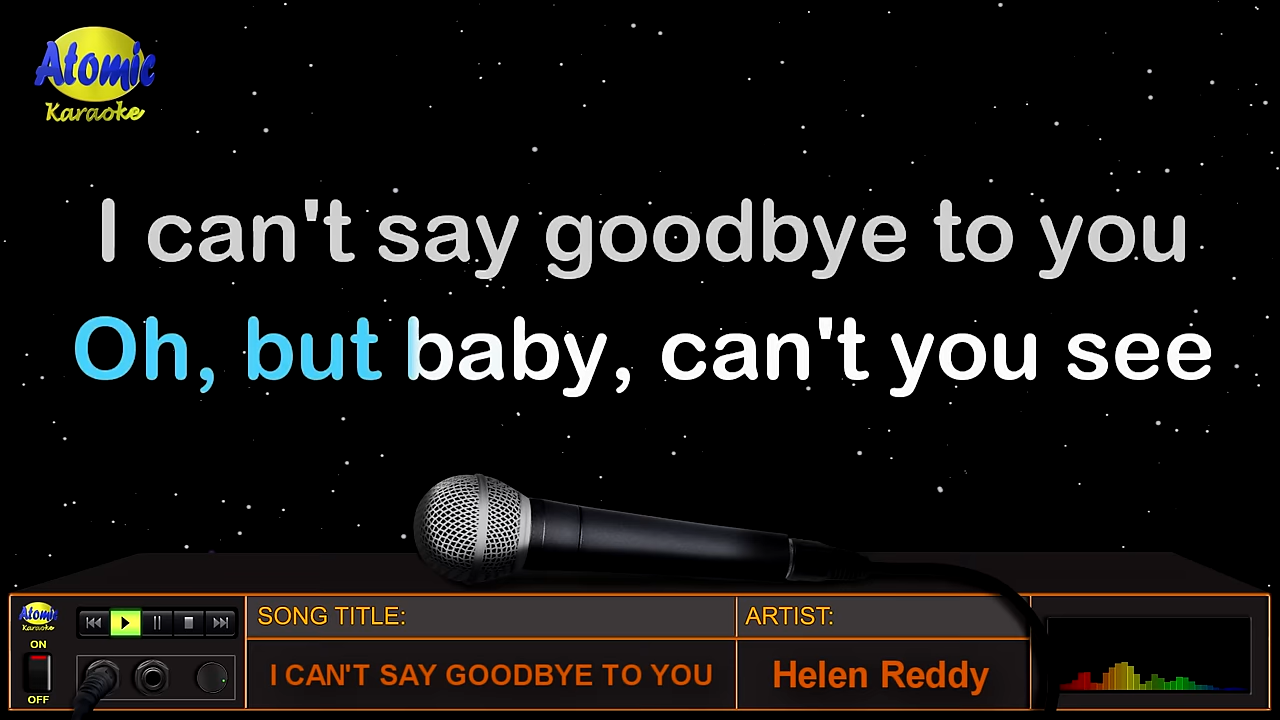 Atomic
Karaoke
I can't say goodbye to you
Oh, but baby, can't you see
Atomic
Karaoke
ON
OFF
SONG TITLE:
ARTIST:
I CAN'T SAY GOODBYE TO YOU
Helen Reddy